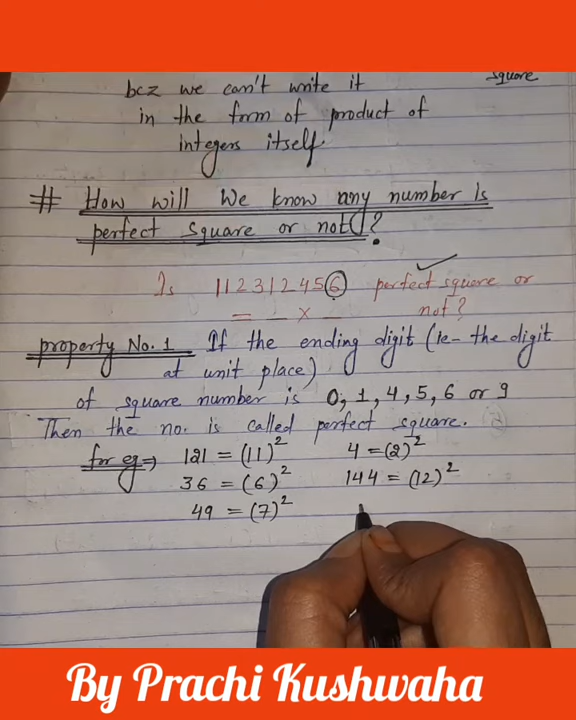 square
bcz we can't write it
in the form of product of
integers itself.
# How will We know any number is
perfect square or not?
Is 112312456 perfect square or
= _ × _ not?
property No. 1 If the ending digit (ie- the digit
at unit place)
of square number is 0, 1, 4, 5, 6 or 9
Then the no. is called perfect square.
for eg ⇒ 121 = (11)² 4 = (2)²
36 = (6)² 144 = (12)²
49 = (7)²
By Prachi Kushwaha